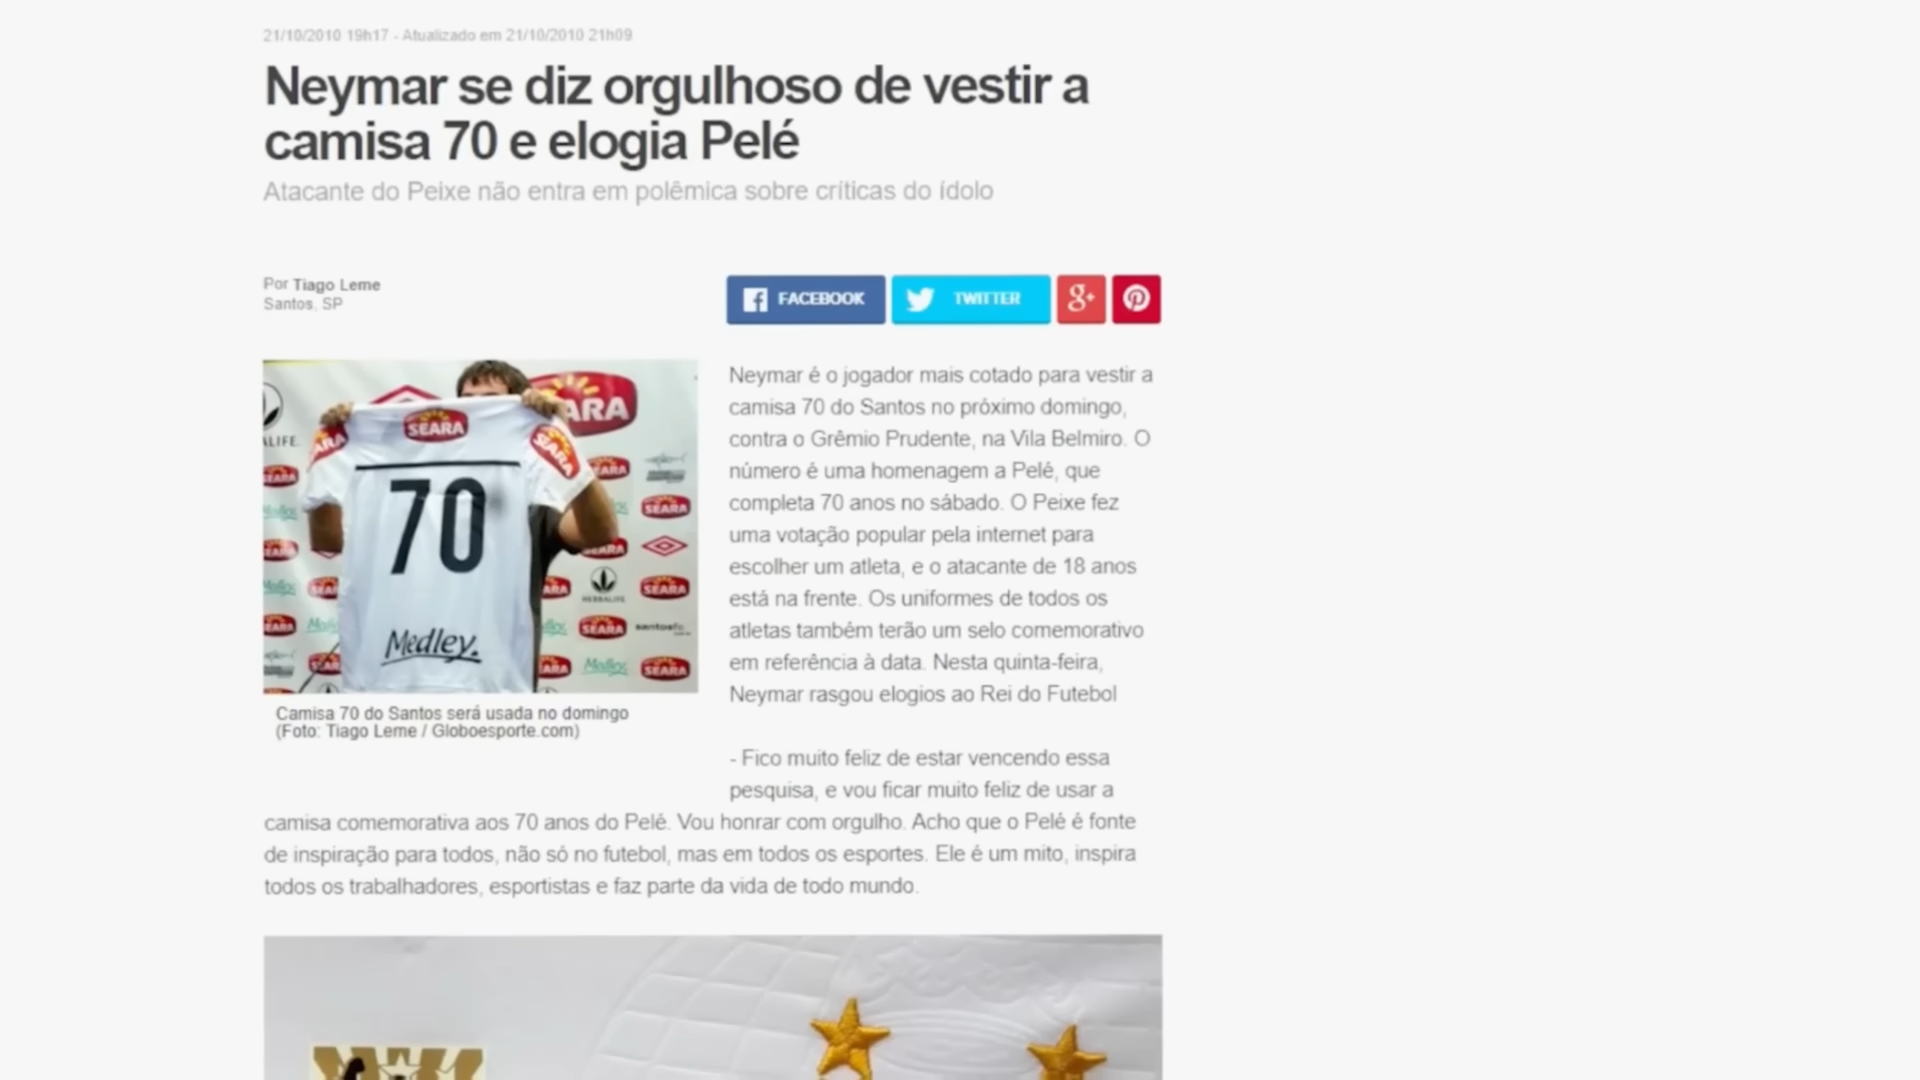 21/10/2010 19h17 - Atualizado em 21/10/2010 21h09
Neymar se diz orgulhoso de vestir a
camisa 70 e elogia Pelé
Atacante do Peixe não entra em polêmica sobre críticas do ídolo
Por Tiago Leme
Santos, SP
FACEBOOK
TWITTER
g+
SEARA
70
Medley.
Camisa 70 do Santos será usada no domingo
(Foto: Tiago Leme / Globoesporte.com)
Neymar é o jogador mais cotado para vestir a
camisa 70 do Santos no próximo domingo,
contra o Grêmio Prudente, na Vila Belmiro. O
número é uma homenagem a Pelé, que
completa 70 anos no sábado. O Peixe fez
uma votação popular pela internet para
escolher um atleta, e o atacante de 18 anos
está na frente. Os uniformes de todos os
atletas também terão um selo comemorativo
em referência à data. Nesta quinta-feira,
Neymar rasgou elogios ao Rei do Futebol
- Fico muito feliz de estar vencendo essa
pesquisa, e vou ficar muito feliz de usar a
camisa comemorativa aos 70 anos do Pelé. Vou honrar com orgulho. Acho que o Pelé é fonte
de inspiração para todos, não só no futebol, mas em todos os esportes. Ele é um mito, inspira
todos os trabalhadores, esportistas e faz parte da vida de todo mundo.